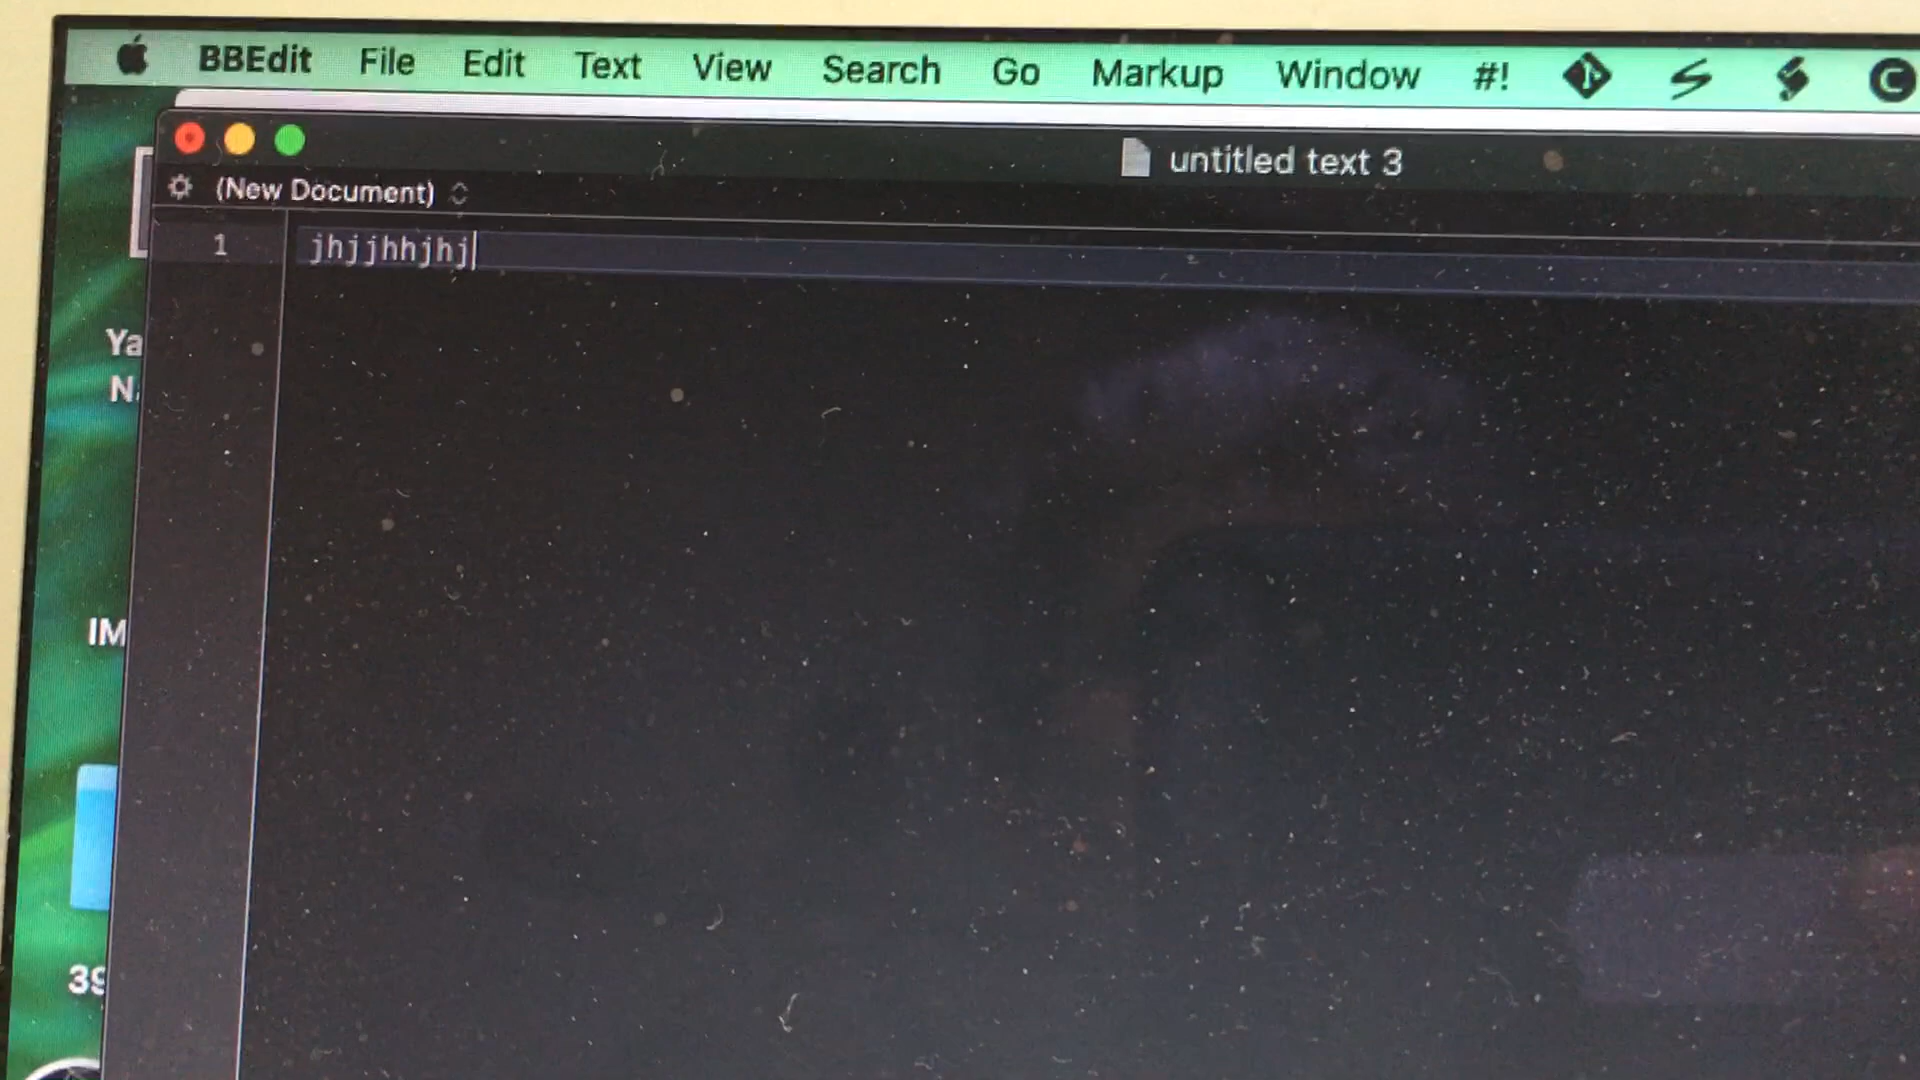 BBEdit File Edit Text View Search Go Markup Window #!
untitled text 3
(New Document)
1 jhjjhhjhj
Ya
N
IM
39